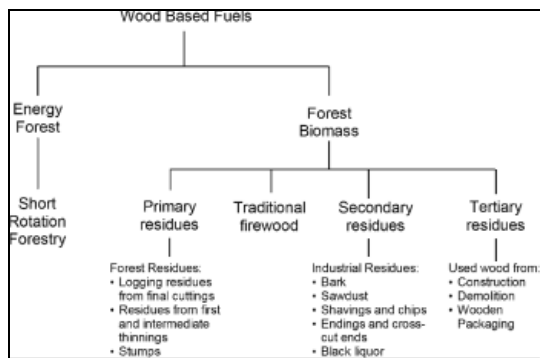 Wood Based Fuels
Energy
Forest
Forest
Biomass
Short
Rotation
Forestry
Primary
residues
Traditional
firewood
Secondary
residues
Tertiary
residues
Forest Residues:
• Logging residues
from final cuttings
• Residues from first
and intermediate
thinnings
• Stumps
Industrial Residues:
• Bark
• Sawdust
• Shavings and chips
• Endings and cross-
cut ends
• Black liquor
Used wood from:
• Construction
• Demolition
• Wooden
Packaging